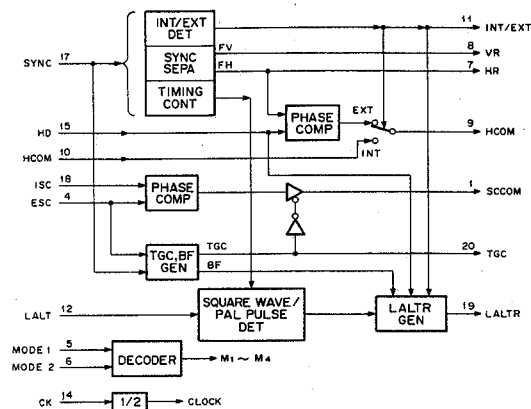 INT/EXT
DET
11
INT/EXT
FV
8
VR
SYNC
17
SYNC
SEPA
FH
7
HR
TIMING
CONT
EXT
PHASE
COMP
9
HCOM
HD
15
HCOM
10
INT
ISC
18
PHASE
COMP
1
SCCOM
ESC
4
TGC, BF
GEN
TGC
20
TGC
BF
SQUARE WAVE/
PAL PULSE
DET
LALTR
GEN
19
LALTR
LALT
12
MODE 1
5
DECODER
M1 ~ M4
MODE 2
6
CK
14
1/2
CLOCK